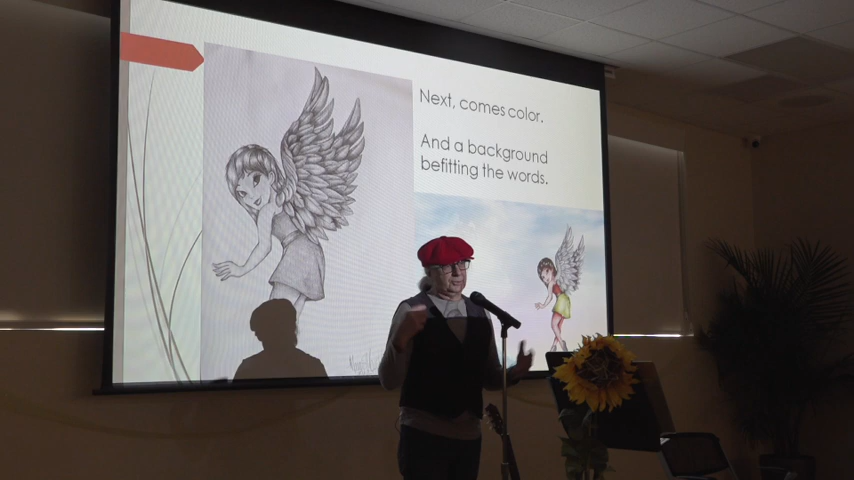 Next, comes color.
And a background
befitting the words.